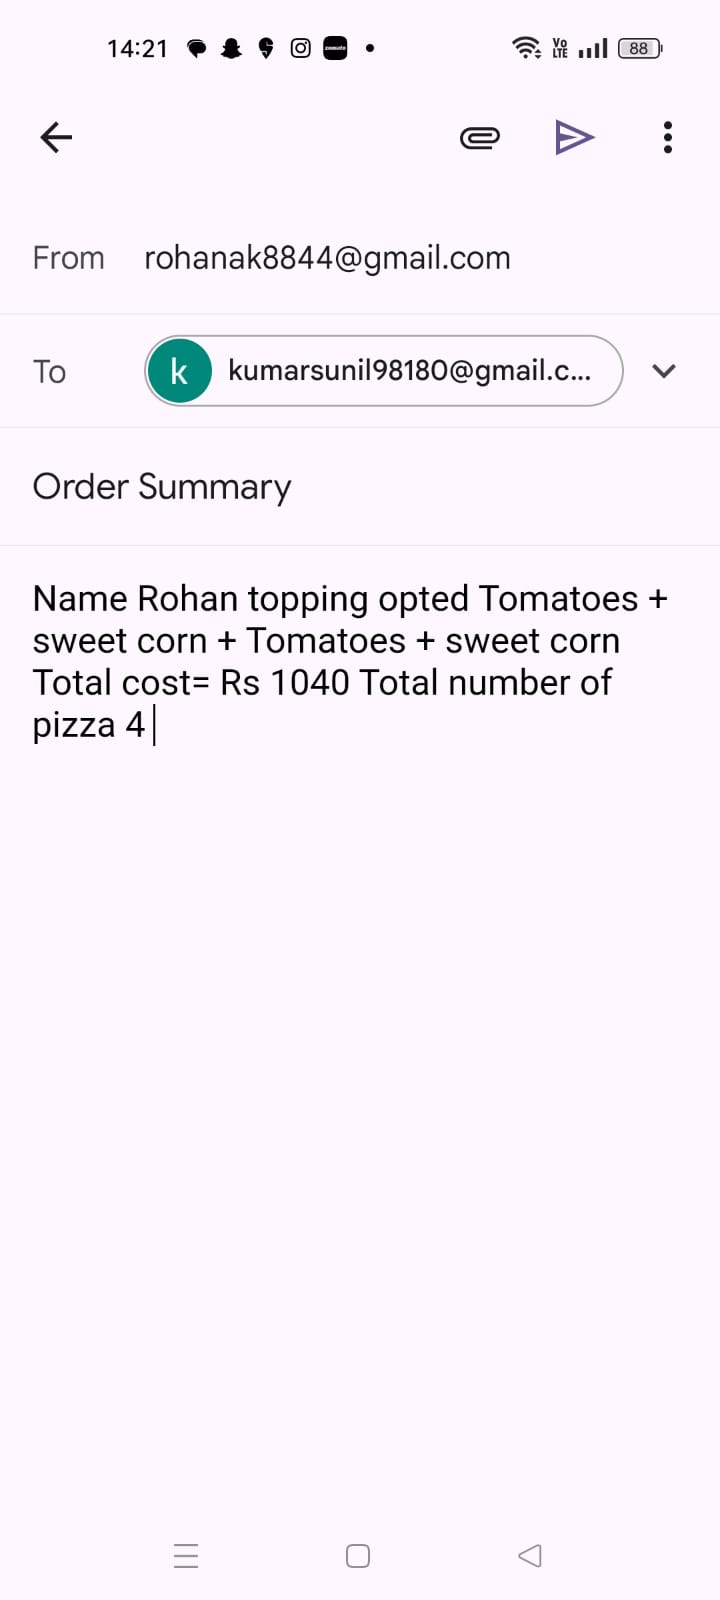 14:21 zomato Vo LTE 88
From rohanak8844@gmail.com
To k kumarsunil98180@gmail.c...
Order Summary
Name Rohan topping opted Tomatoes +
sweet corn + Tomatoes + sweet corn
Total cost= Rs 1040 Total number of
pizza 4